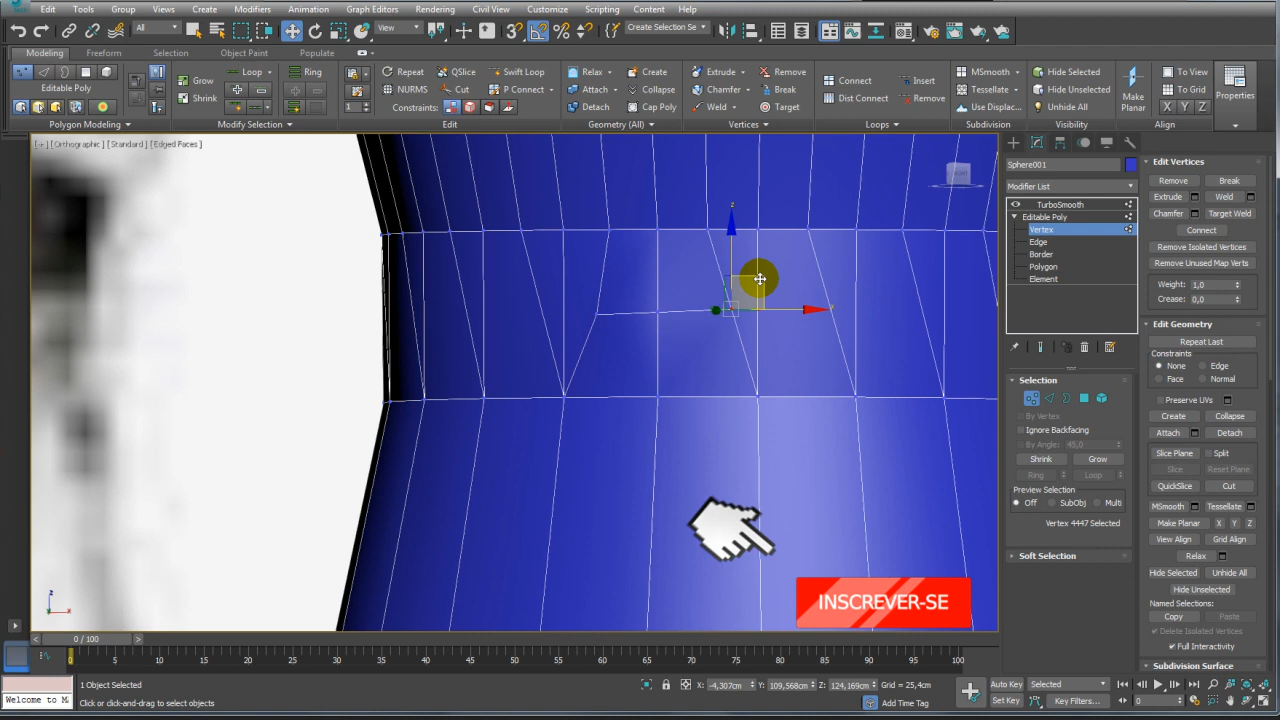 Edit Tools Group Views Create Modifiers Animation Graph Editors Rendering Civil View Customize Scripting Content Help
All View Create Selection Se
Modeling Freeform Selection Object Paint Populate
Grow Loop Ring Repeat QSlice Swift Loop Relax Create Extrude Remove Connect Insert MSmooth Hide Selected To View
Editable Poly Shrink NURMS Cut P Connect Attach Collapse Chamfer Break Dist Connect Remove Tessellate Hide Unselected Make Planar To Grid Properties
1 Constraints: Detach Cap Poly Weld Target Use Displac... Unhide All X Y Z
Polygon Modeling Modify Selection Edit Geometry (All) Vertices Loops Subdivision Visibility Align
[+] [Orthographic] [Standard] [Edged Faces]
z
x
Sphere001
Modifier List
TurboSmooth
Editable Poly
Vertex
Edge
Border
Polygon
Element
Selection
By Vertex
Ignore Backfacing
By Angle: 45,0
Shrink Grow
Ring Loop
Preview Selection
Off SubObj Multi
Vertex 4447 Selected
Soft Selection
Edit Vertices
Remove Break
Extrude Weld
Chamfer Target Weld
Connect
Remove Isolated Vertices
Remove Unused Map Verts
Weight: 1,0
Crease: 0,0
Edit Geometry
Repeat Last
Constraints
None Edge
Face Normal
Preserve UVs
Create Collapse
Attach Detach
Slice Plane Split
Slice Reset Plane
QuickSlice Cut
MSmooth Tessellate
Make Planar X Y Z
View Align Grid Align
Relax
Hide Selected Unhide All
Hide Unselected
Named Selections:
Copy Paste
Delete Isolated Vertices
Full Interactivity
Subdivision Surface
INSCREVER-SE
0 / 100
0 5 10 15 20 25 30 35 40 45 50 55 60 65 70 75 80 85 90 95 100
1 Object Selected X: -4,307cm Y: 109,568cm Z: 124,169cm Grid = 25,4cm Auto Key Selected
Welcome to M Click or click-and-drag to select objects Add Time Tag Set Key Key Filters... 0